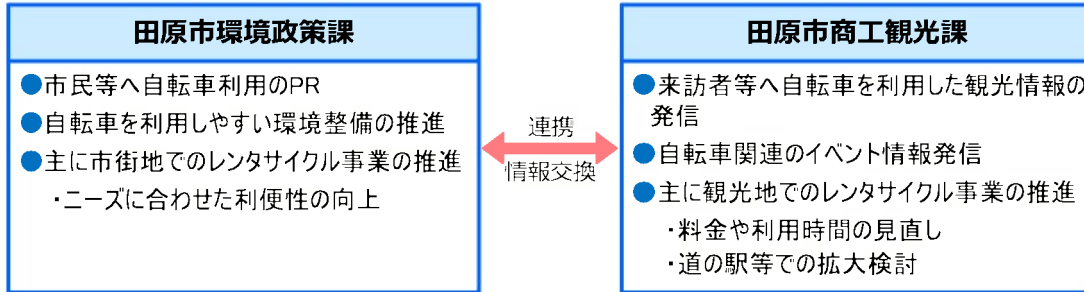 田原市環境政策課
●市民等へ自転車利用のPR
●自転車を利用しやすい環境整備の推進
●主に市街地でのレンタサイクル事業の推進
・ニーズに合わせた利便性の向上
連携
情報交換
田原市商工観光課
●来訪者等へ自転車を利用した観光情報の
発信
●自転車関連のイベント情報発信
●主に観光地でのレンタサイクル事業の推進
・料金や利用時間の見直し
・道の駅等での拡大検討